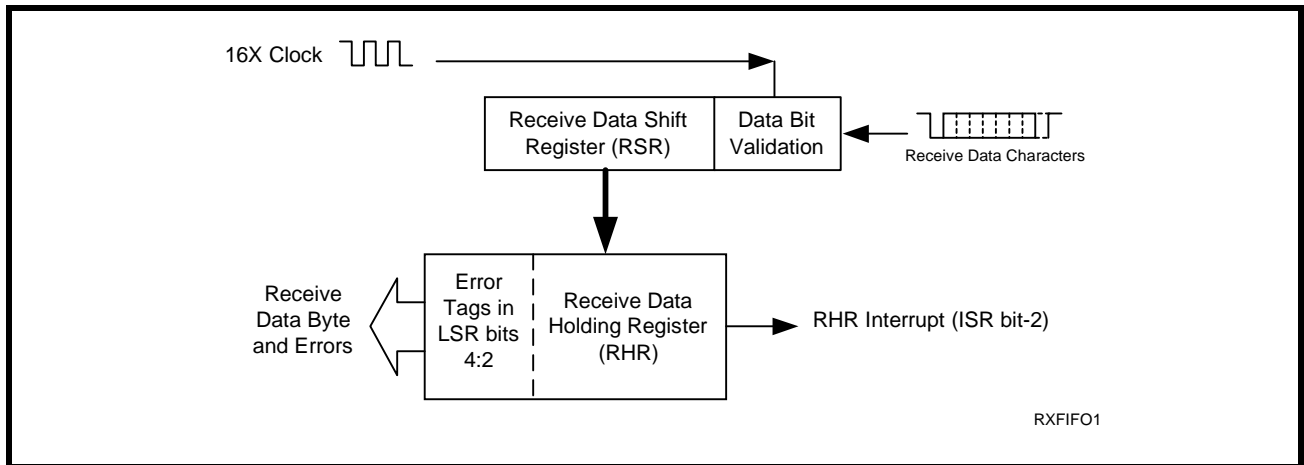 16X Clock
Receive Data Shift
Register (RSR)
Data Bit
Validation
Receive Data Characters
Receive
Data Byte
and Errors
Error
Tags in
LSR bits
4:2
Receive Data
Holding Register
(RHR)
RHR Interrupt (ISR bit-2)
RXFIFO1